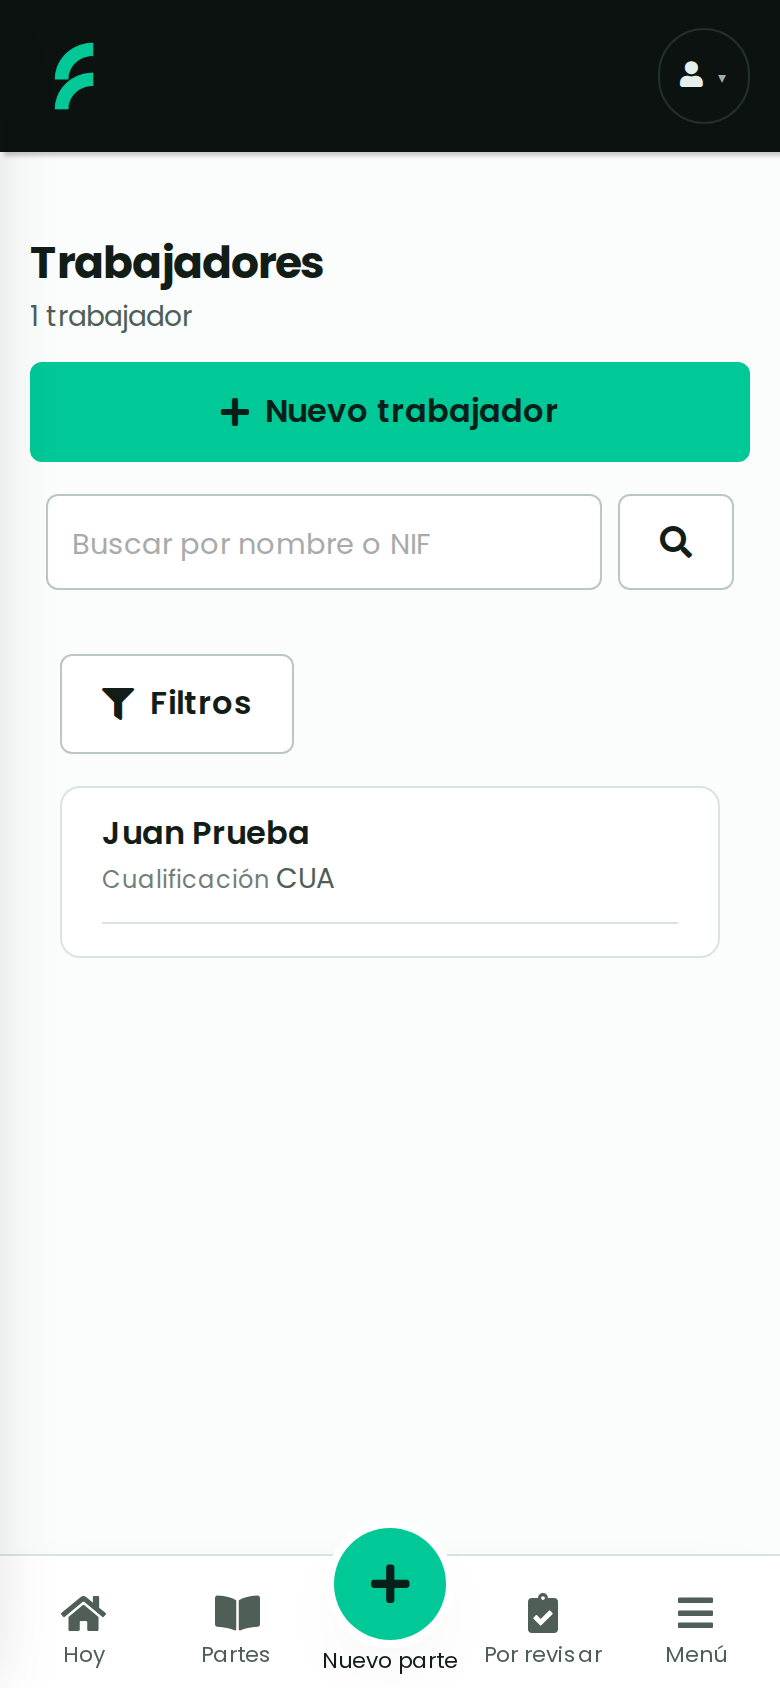 Trabajadores
1 trabajador
Nuevo trabajador
Buscar por nombre o NIF
Filtros
Juan Prueba
Cualificación CUA
Hoy
Partes
Nuevo parte
Por revisar
Menú